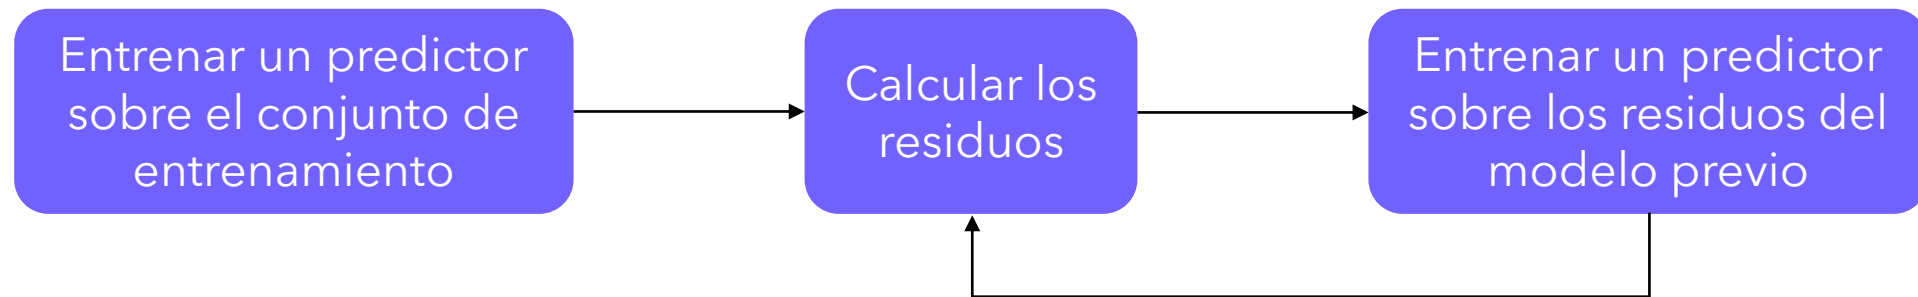 Entrenar un predictor
sobre el conjunto de
entrenamiento
Calcular los
residuos
Entrenar un predictor
sobre los residuos del
modelo previo